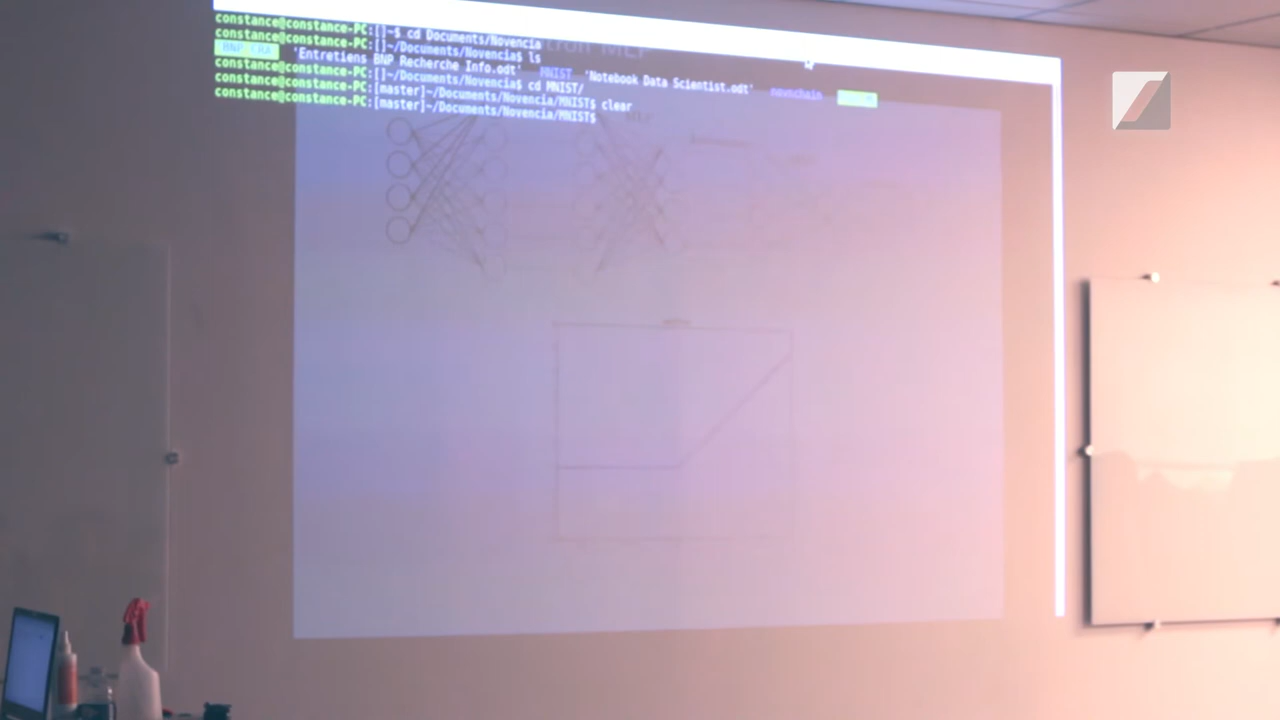 constance@constance-PC:[]~$ cd Documents/Novencia
constance@constance-PC:[]~/Documents/Novencia$ ls
BNP CRA 'Entretiens BNP Recherche Info.odt' MNIST 'Notebook Data Scientist.odt'
constance@constance-PC:[]~/Documents/Novencia$ cd MNIST/
constance@constance-PC:[master]~/Documents/Novencia/MNIST$ clear
constance@constance-PC:[master]~/Documents/Novencia/MNIST$